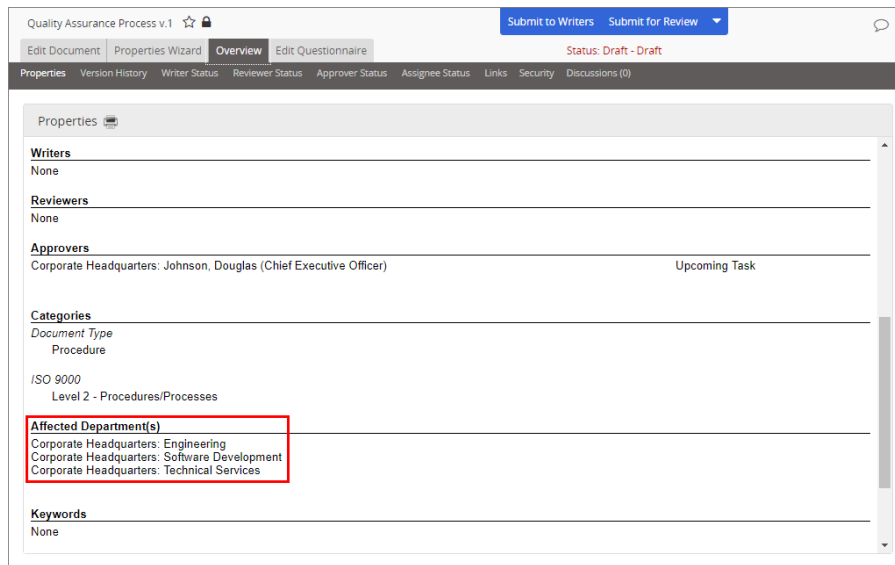 Quality Assurance Process v.1
Submit to Writers Submit for Review
Edit Document Properties Wizard Overview Edit Questionnaire
Status: Draft - Draft
Properties Version History Writer Status Reviewer Status Approver Status Assignee Status Links Security Discussions (0)
Properties
Writers
None
Reviewers
None
Approvers
Corporate Headquarters: Johnson, Douglas (Chief Executive Officer) Upcoming Task
Categories
Document Type
Procedure
ISO 9000
Level 2 - Procedures/Processes
Affected Department(s)
Corporate Headquarters: Engineering
Corporate Headquarters: Software Development
Corporate Headquarters: Technical Services
Keywords
None